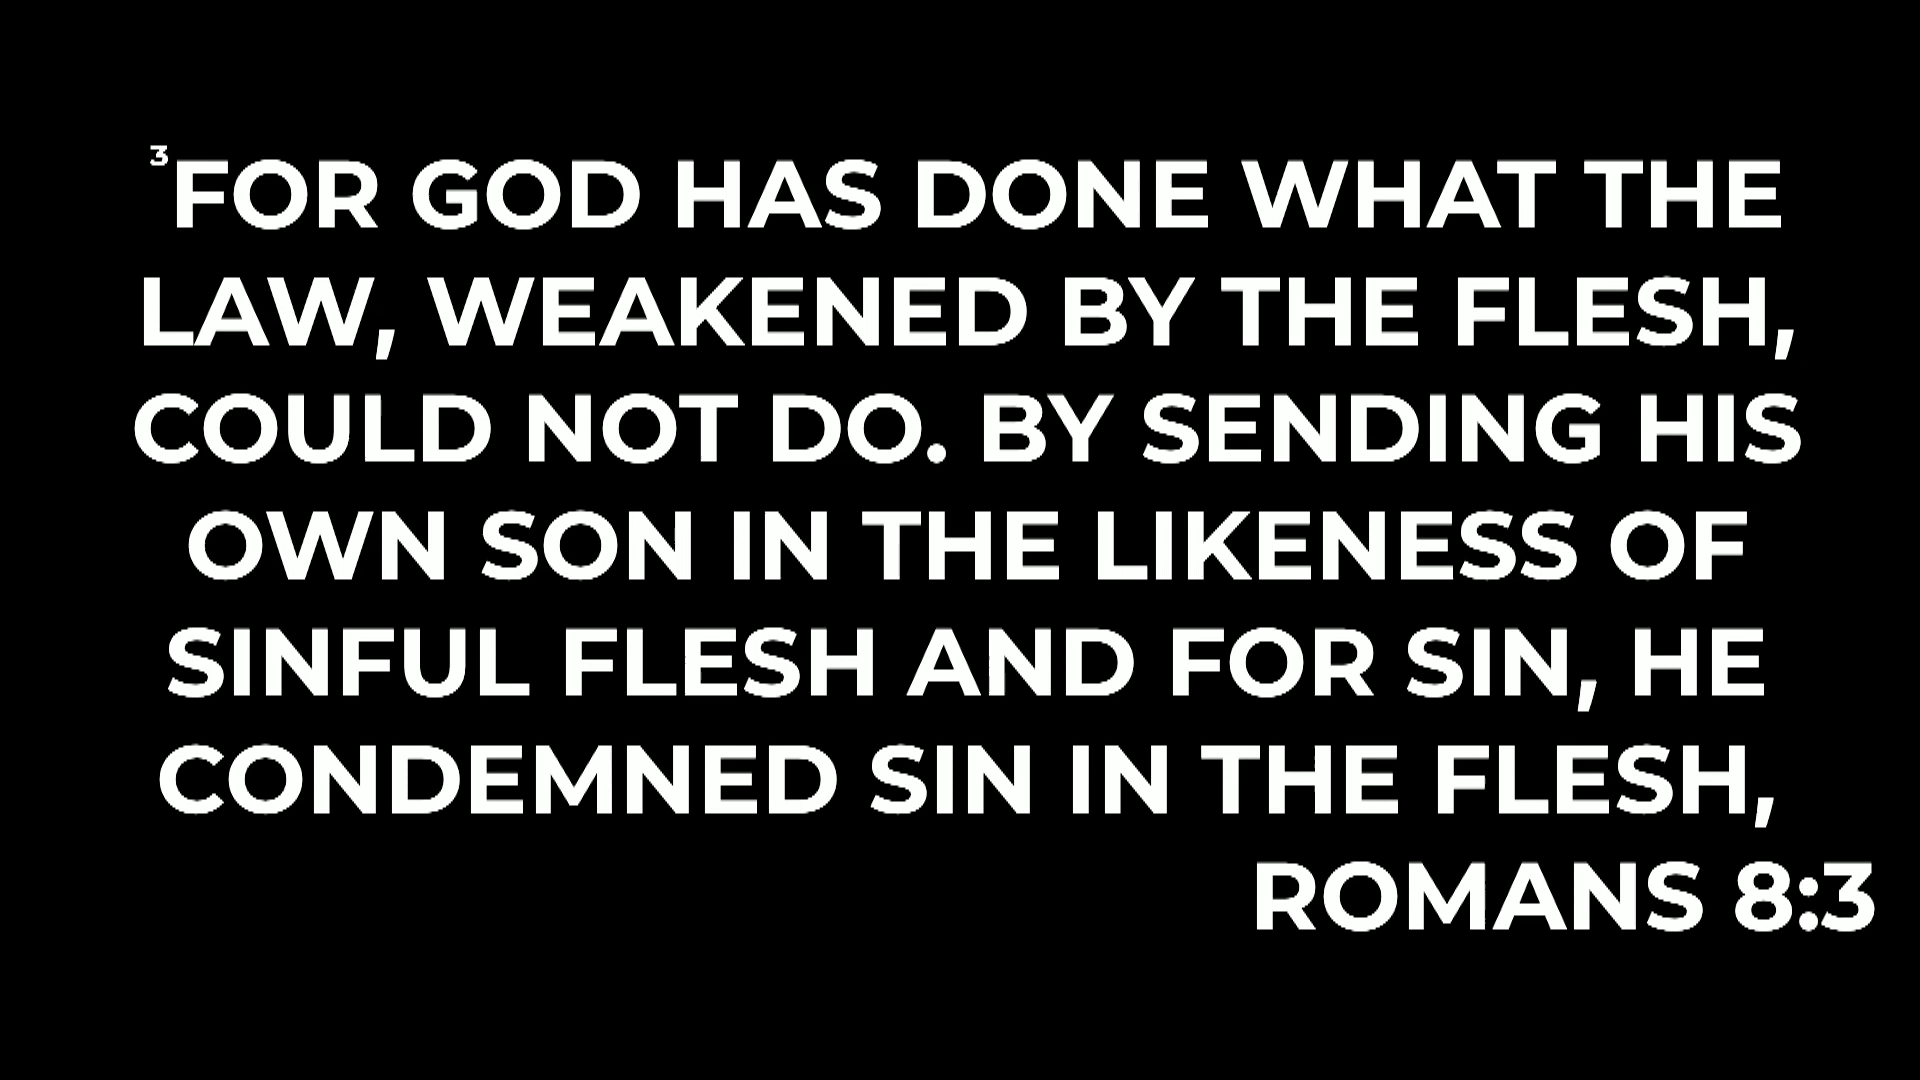 ³FOR GOD HAS DONE WHAT THE
LAW, WEAKENED BY THE FLESH,
COULD NOT DO. BY SENDING HIS
OWN SON IN THE LIKENESS OF
SINFUL FLESH AND FOR SIN, HE
CONDEMNED SIN IN THE FLESH,
ROMANS 8:3